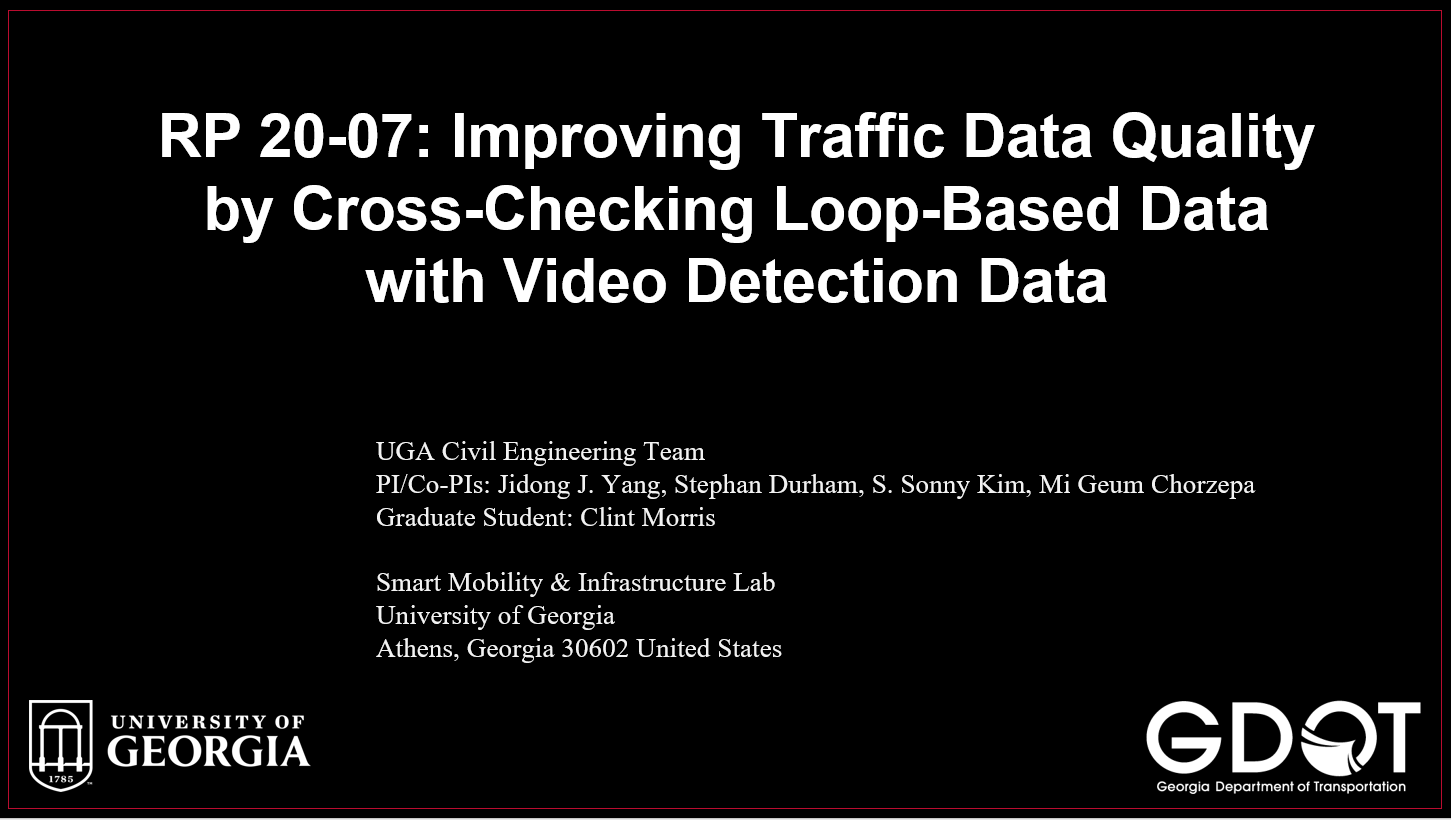 RP 20-07: Improving Traffic Data Quality
by Cross-Checking Loop-Based Data
with Video Detection Data
UGA Civil Engineering Team
PI/Co-PIs: Jidong J. Yang, Stephan Durham, S. Sonny Kim, Mi Geum Chorzepa
Graduate Student: Clint Morris
Smart Mobility & Infrastructure Lab
University of Georgia
Athens, Georgia 30602 United States
1785
UNIVERSITY OF
GEORGIA
GDOT
Georgia Department of Transportation